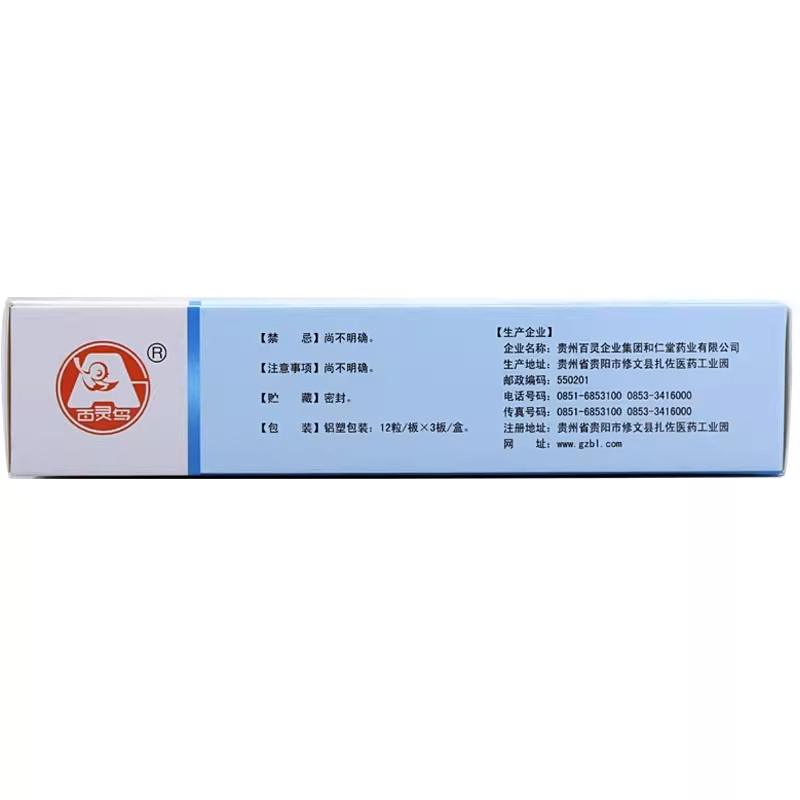 百灵鸟
®
【禁　　忌】尚不明确。
【注意事项】尚不明确。
【贮　　藏】密封。
【包　　装】铝塑包装：12粒/板×3板/盒。
【生产企业】
企业名称：贵州百灵企业集团和仁堂药业有限公司
生产地址：贵州省贵阳市修文县扎佐医药工业园
邮政编码：550201
电话号码：0851-6853100 0853-3416000
传真号码：0851-6853100 0853-3416000
注册地址：贵州省贵阳市修文县扎佐医药工业园
网　　址：www.gzbl.com